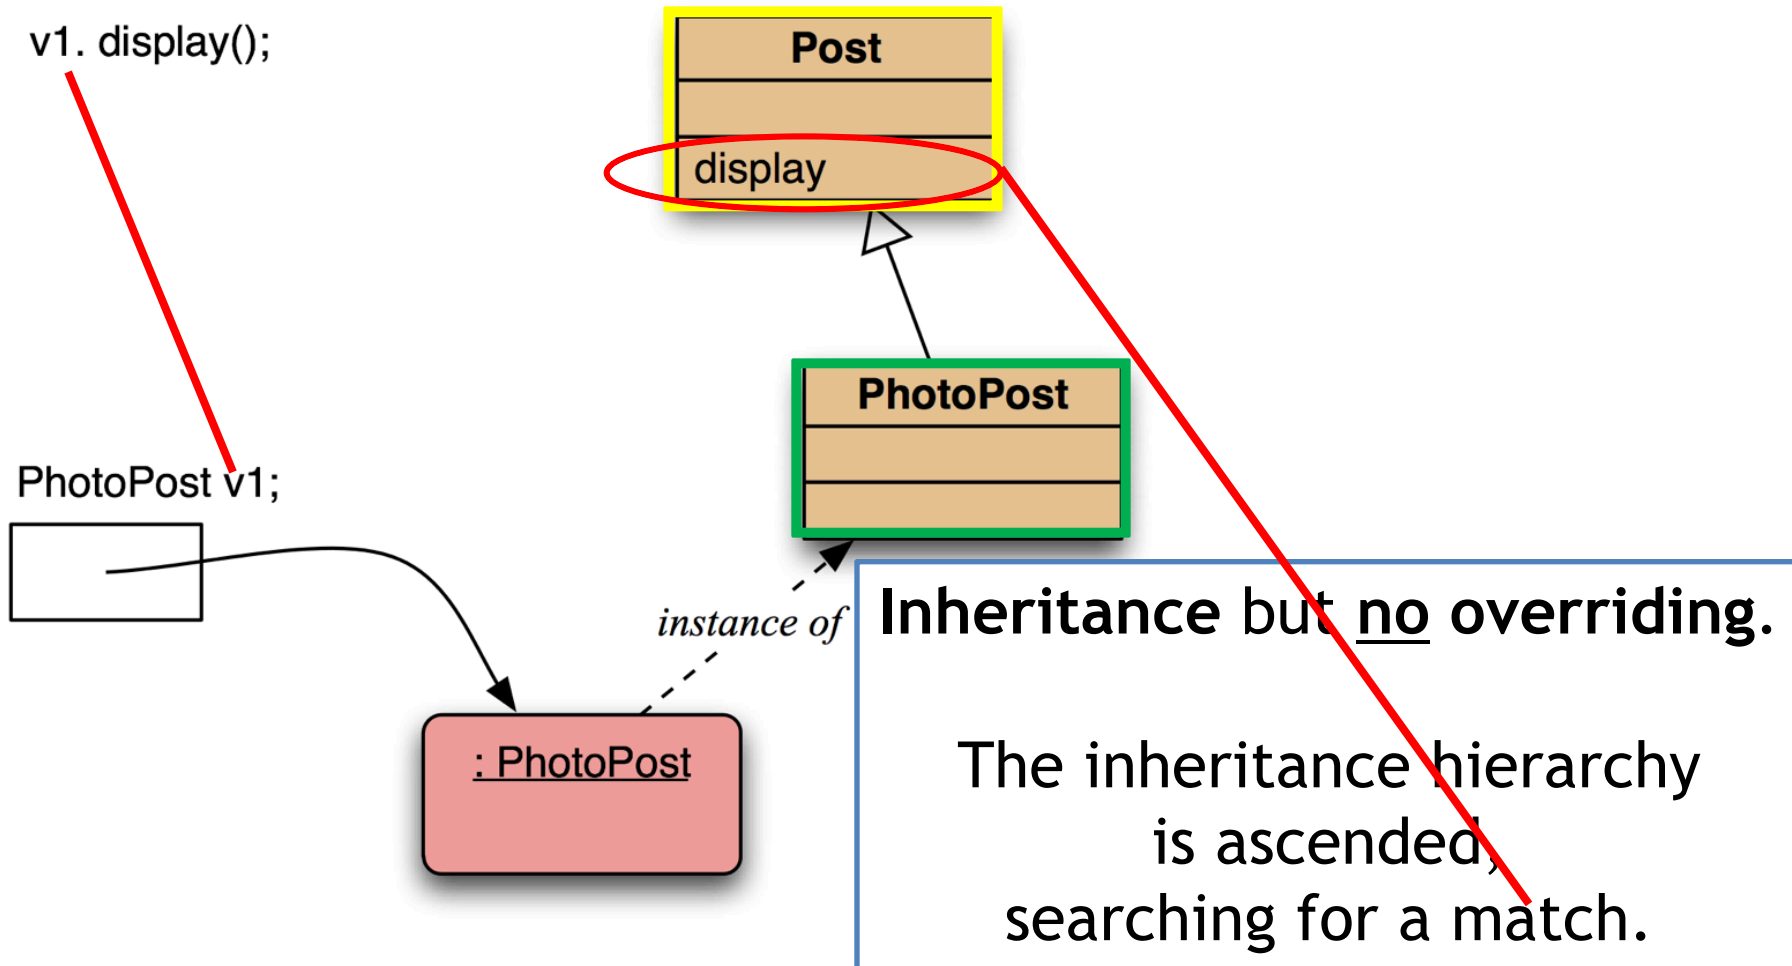 v1. display();
Post
display
PhotoPost
PhotoPost v1;
instance of
: PhotoPost
Inheritance but no overriding.
The inheritance hierarchy
is ascended,
searching for a match.